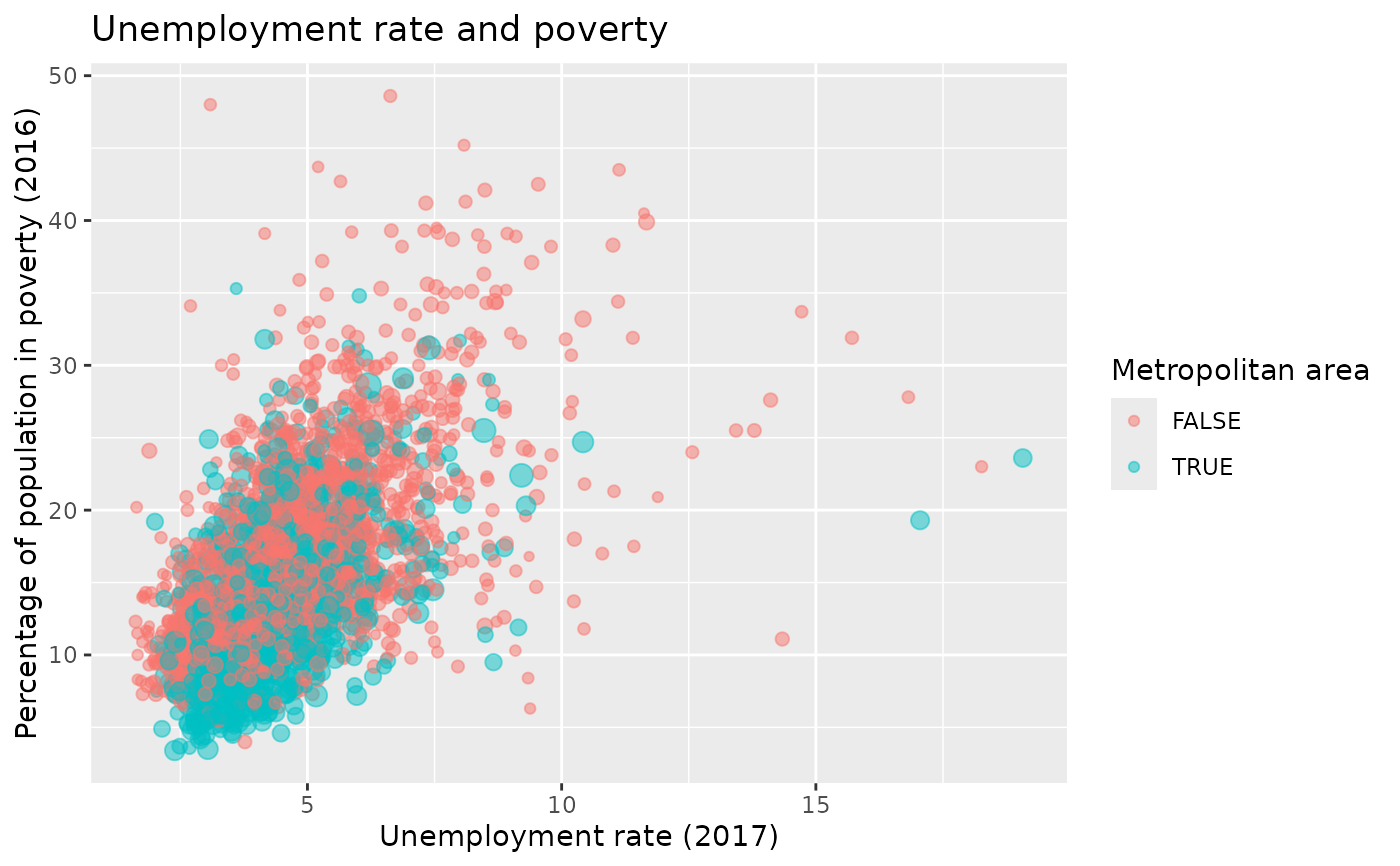 Unemployment rate and poverty
Percentage of population in poverty (2016)
50
40
30
20
10
5
10
15
Unemployment rate (2017)
Metropolitan area
FALSE
TRUE